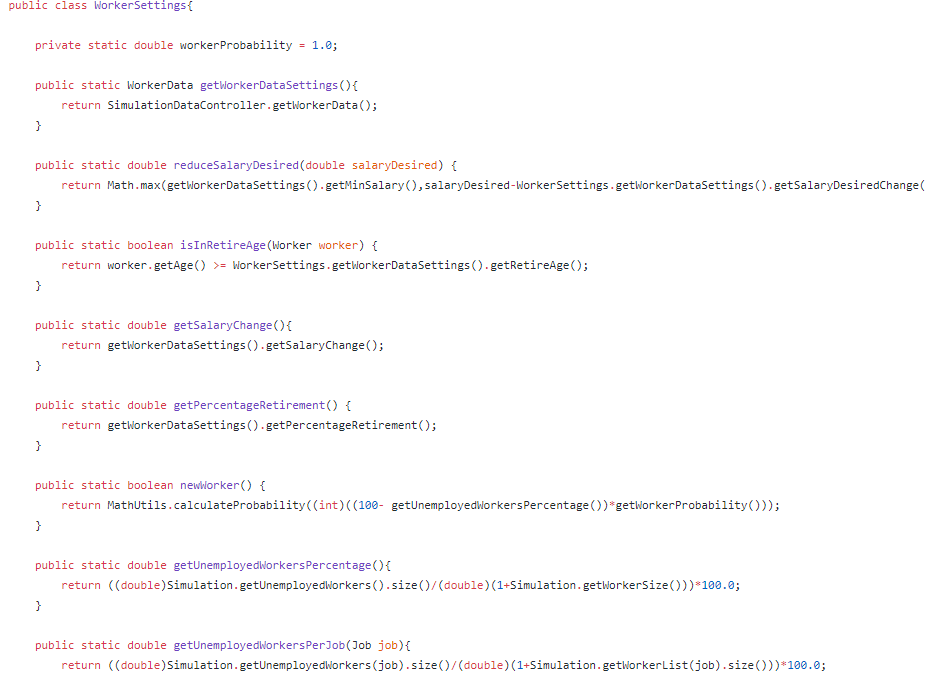 public class WorkerSettings{
private static double workerProbability = 1.0;
public static WorkerData getWorkerDataSettings(){
return SimulationDataController.getWorkerData();
}
public static double reduceSalaryDesired(double salaryDesired) {
return Math.max(getWorkerDataSettings().getMinSalary(),salaryDesired-WorkerSettings.getWorkerDataSettings().getSalaryDesiredChange(
}
public static boolean isInRetireAge(Worker worker) {
return worker.getAge() >= WorkerSettings.getWorkerDataSettings().getRetireAge();
}
public static double getSalaryChange(){
return getWorkerDataSettings().getSalaryChange();
}
public static double getPercentageRetirement() {
return getWorkerDataSettings().getPercentageRetirement();
}
public static boolean newWorker() {
return MathUtils.calculateProbability((int)((100- getUnemployedWorkersPercentage())*getWorkerProbability()));
}
public static double getUnemployedWorkersPercentage(){
return ((double)Simulation.getUnemployedWorkers().size()/(double)(1+Simulation.getWorkerSize()))*100.0;
}
public static double getUnemployedWorkersPerJob(Job job){
return ((double)Simulation.getUnemployedWorkers(job).size()/(double)(1+Simulation.getWorkerList(job).size()))*100.0;